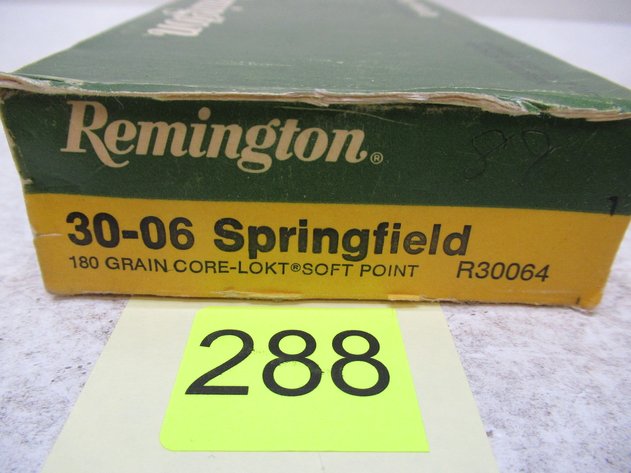 Remington®
30-06 Springfield
180 GRAIN CORE-LOKT® SOFT POINT R30064
288